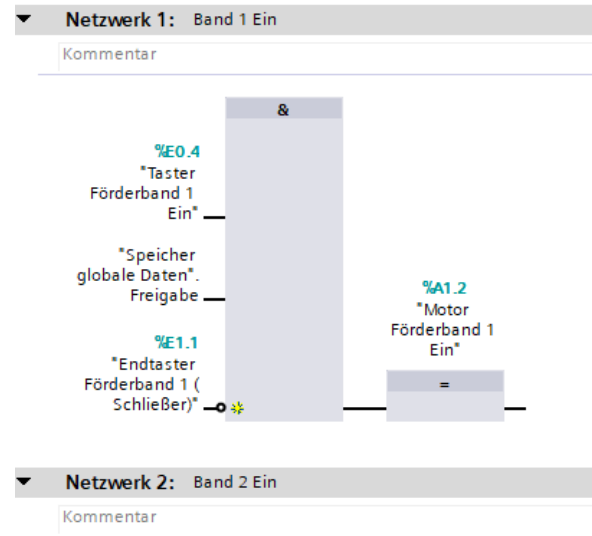 Netzwerk 1: Band 1 Ein
Kommentar
&
%E0.4
"Taster
Förderband 1
Ein"
"Speicher
globale Daten".
Freigabe
%E1.1
"Endtaster
Förderband 1 (
Schließer)"
%A1.2
"Motor
Förderband 1
Ein"
=
Netzwerk 2: Band 2 Ein
Kommentar